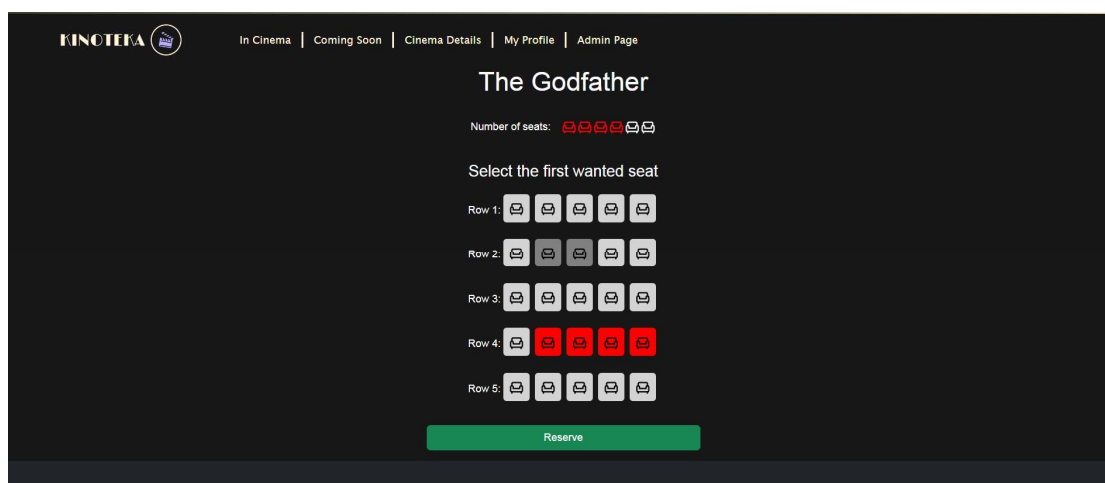 KINOTEKA In Cinema Coming Soon Cinema Details My Profile Admin Page
The Godfather
Number of seats:
Select the first wanted seat
Row 1:
Row 2:
Row 3:
Row 4:
Row 5:
Reserve